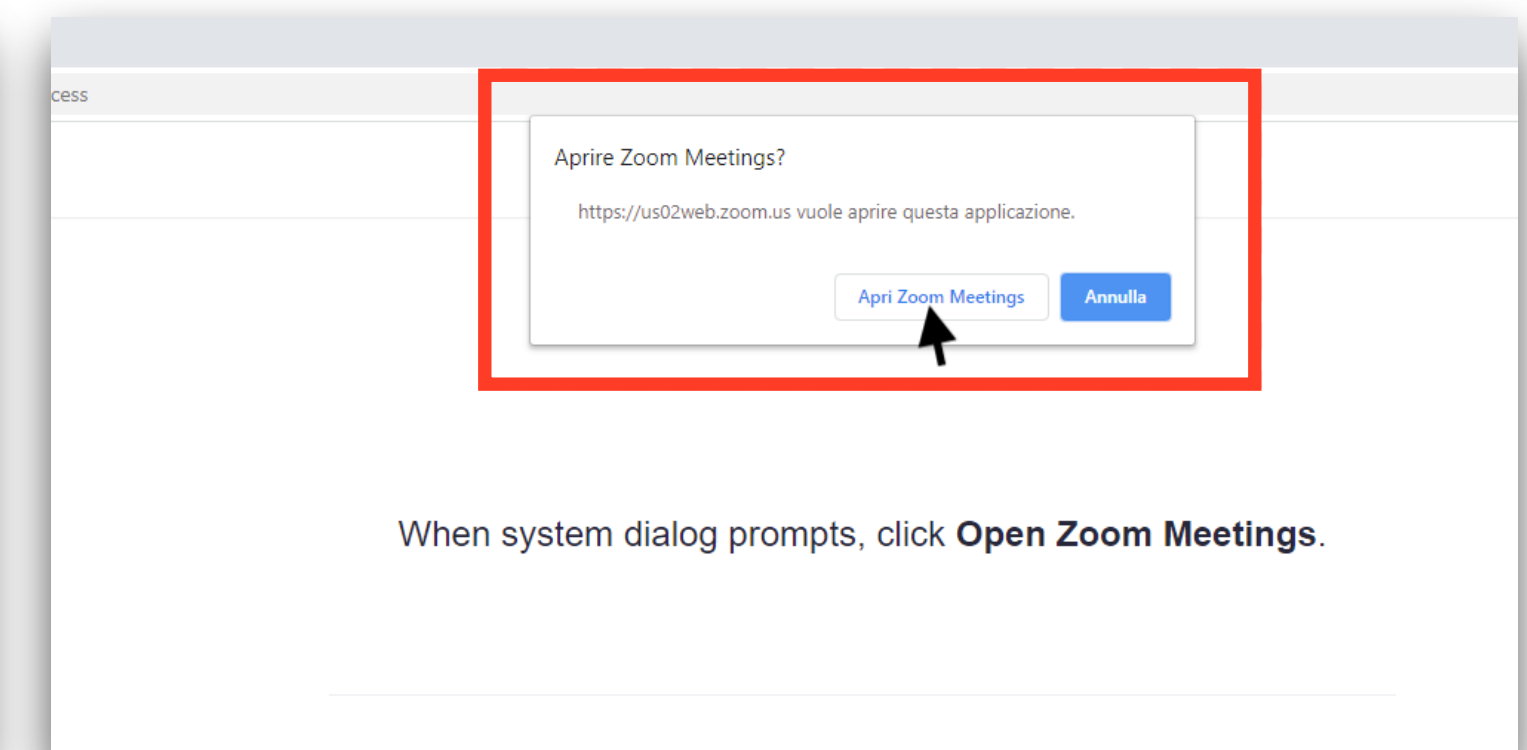 cess
Aprire Zoom Meetings?
https://us02web.zoom.us vuole aprire questa applicazione.
Apri Zoom Meetings Annulla
When system dialog prompts, click Open Zoom Meetings.